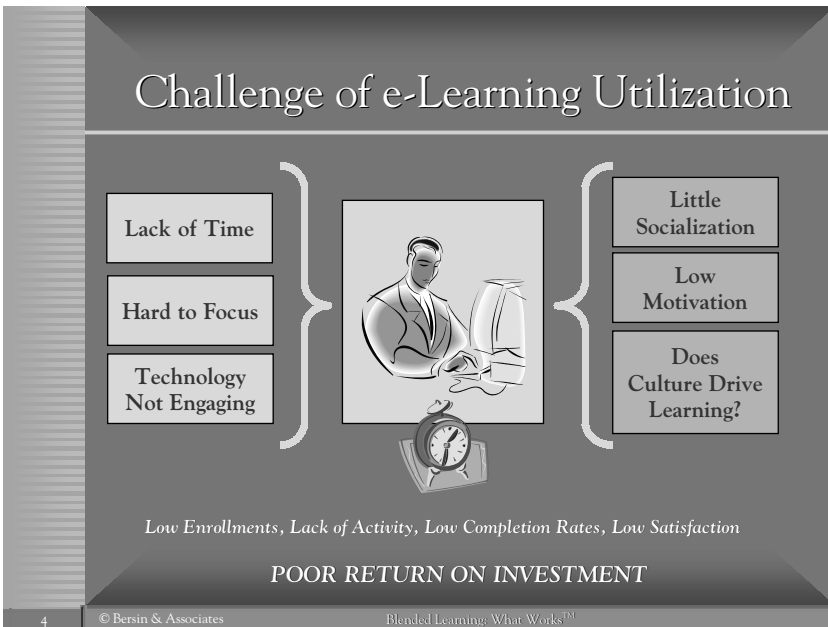 Challenge of e-Learning Utilization
Lack of Time
Hard to Focus
Technology
Not Engaging
Little
Socialization
Low
Motivation
Does
Culture Drive
Learning?
Low Enrollments, Lack of Activity, Low Completion Rates, Low Satisfaction
POOR RETURN ON INVESTMENT
4
© Bersin & Associates
Blended Learning: What Works™